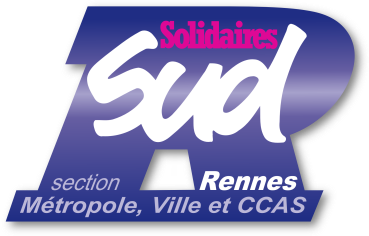 Solidaires
Sud
section Rennes
Métropole, Ville et CCAS